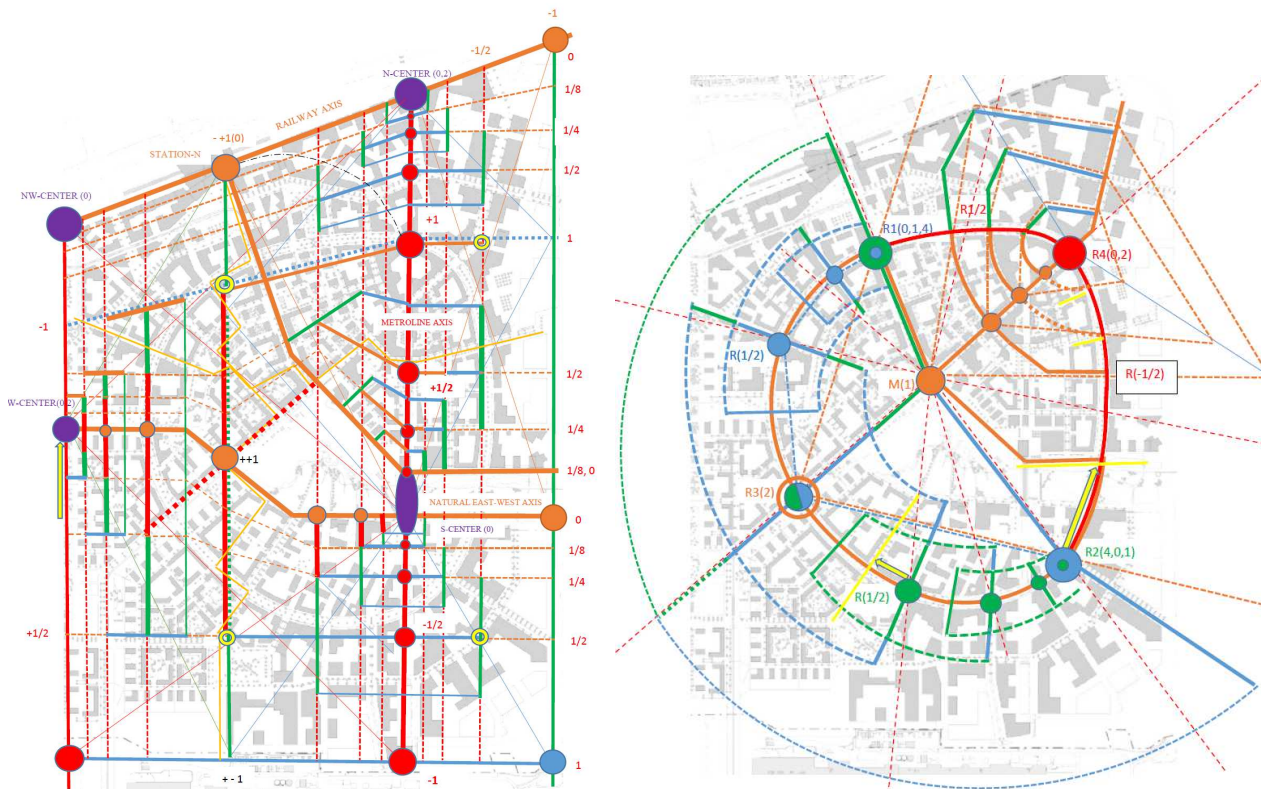 -1
0
-1/2
N-CENTER (0,2)
1/8
RAILWAY AXIS
1/4
- +1(0)
STATION-N
1/2
NW-CENTER (0)
+1
1
-1
METROLINE AXIS
1/2
+1/2
W-CENTER(0,2)
1/4
++1
1/8, 0
NATURAL EAST-WEST AXIS
0
S-CENTER (0)
1/8
1/4
-1/2
+1/2
1/2
1
+ - 1
-1
R1/2
R1(0,1,4)
R4(0,2)
R(1/2)
R(-1/2)
M(1)
R3(2)
R2(4,0,1)
R(1/2)